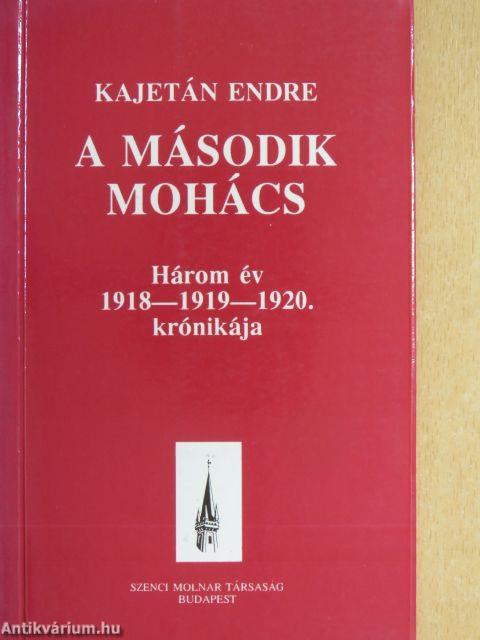 KAJETÁN ENDRE
A MÁSODIK
MOHÁCS
Három év
1918—1919—1920.
krónikája
SZENCI MOLNAR TÁRSASÁG
BUDAPEST
Antikvárium.hu